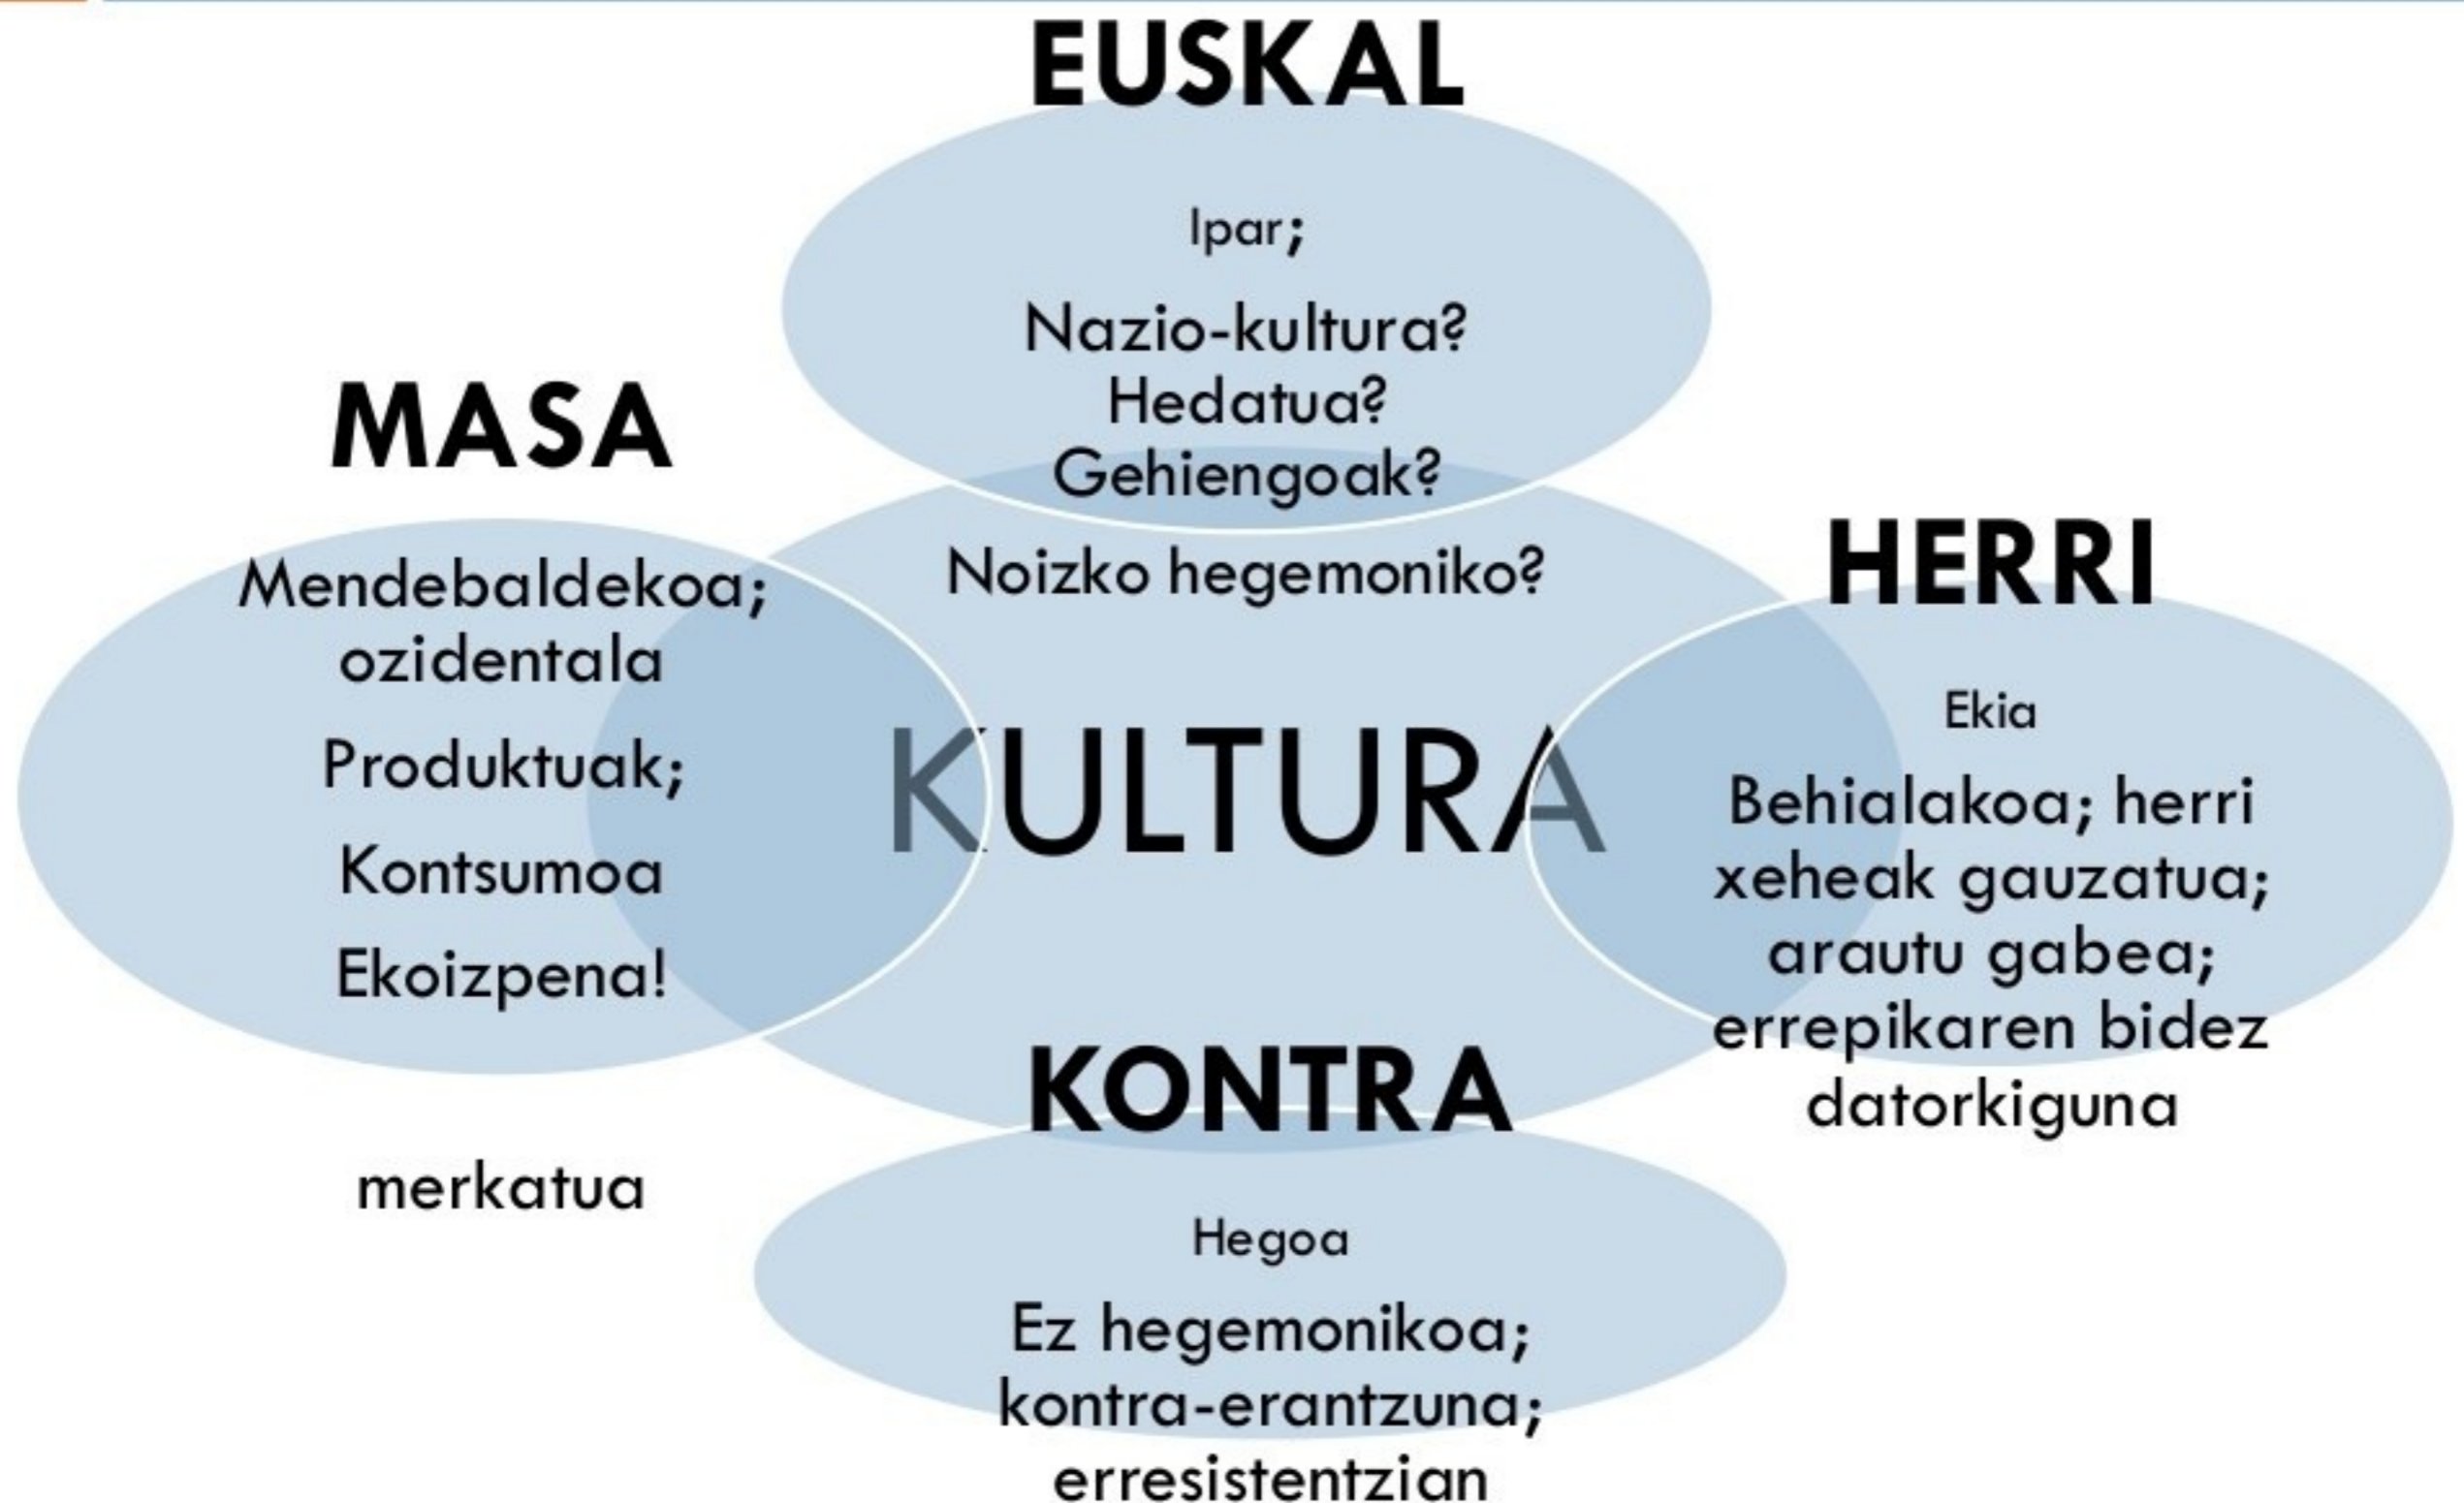 EUSKAL
Ipar;
Nazio-kultura?
Hedatua?
Gehiengoak?
Noizko hegemoniko?
MASA
Mendebaldekoa;
ozidentala
Produktuak;
Kontsumoa
Ekoizpena!
merkatua
KULTURA
HERRI
Ekia
Behialakoa; herri
xeheak gauzatua;
arautu gabea;
errepikaren bidez
datorkiguna
KONTRA
Hegoa
Ez hegemonikoa;
kontra-erantzuna;
erresistentzian